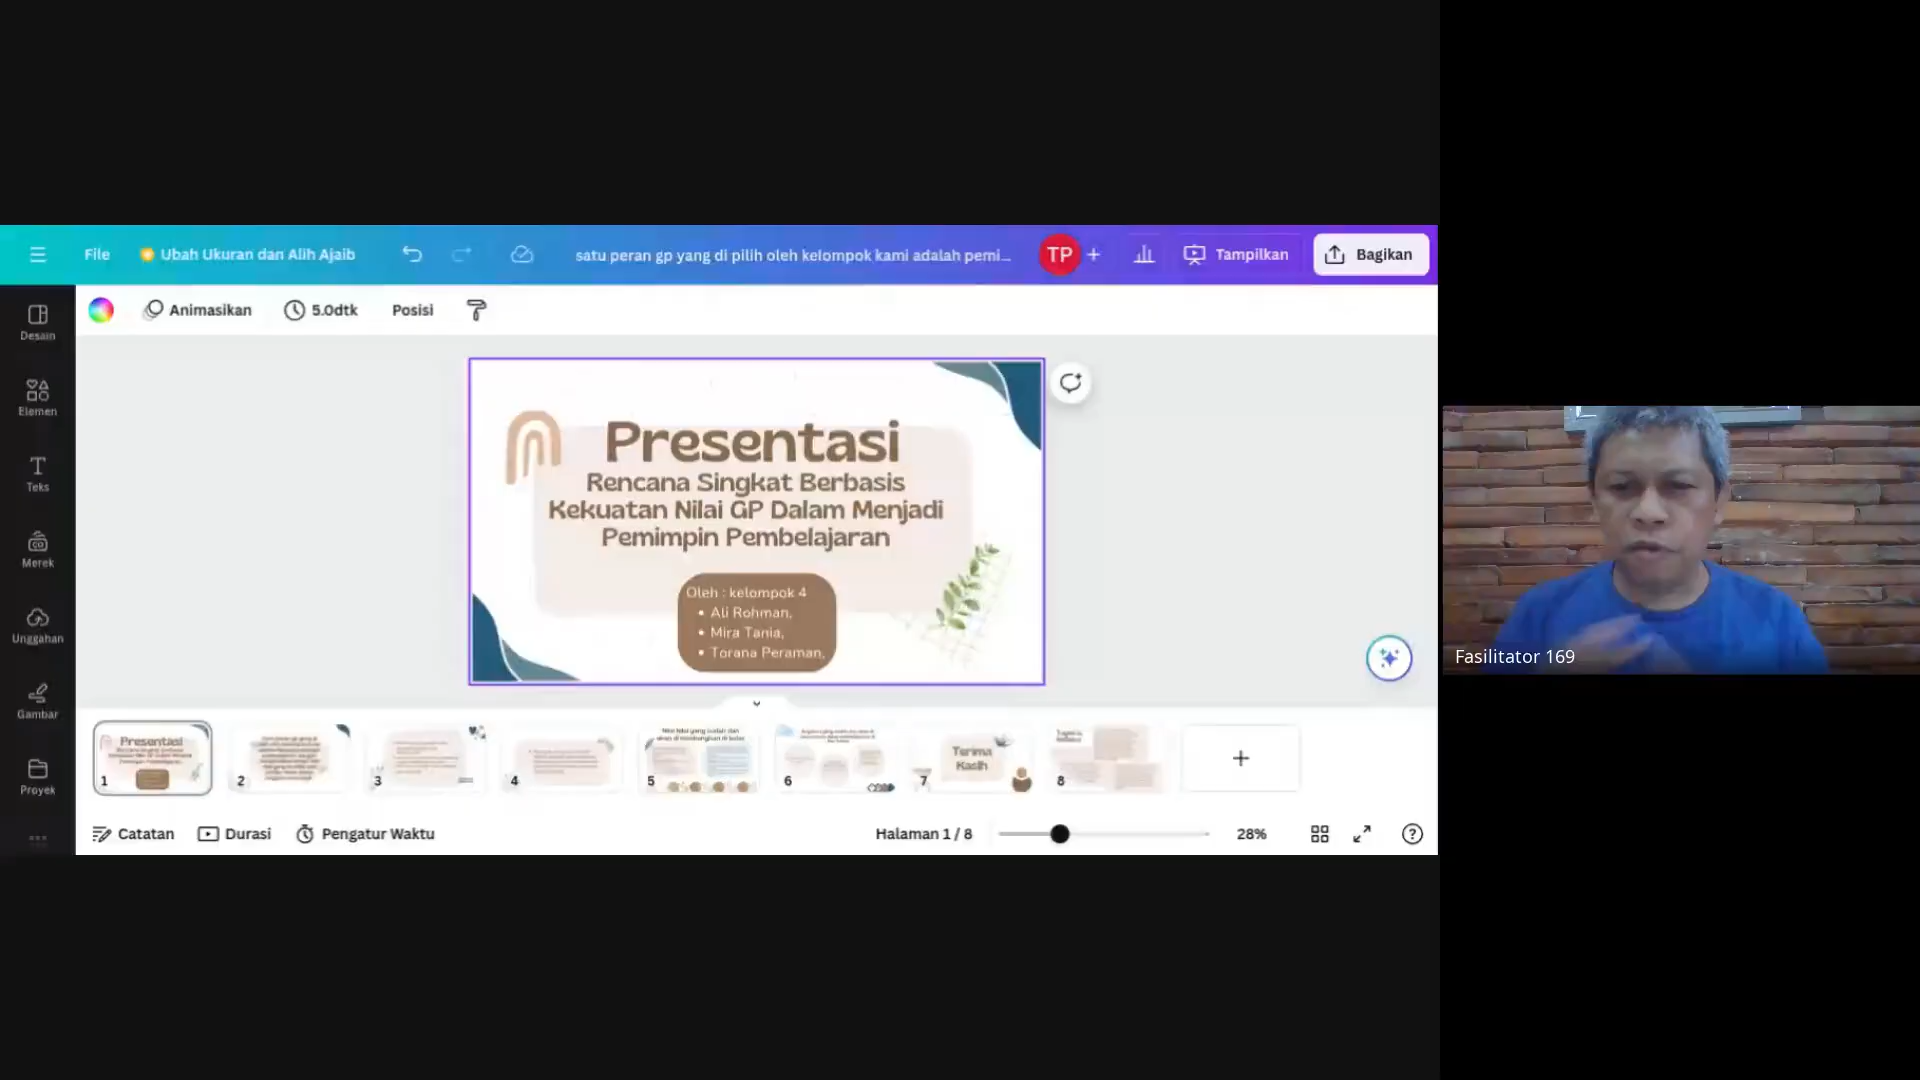 File
Ubah Ukuran dan Alih Ajaib
satu peran gp yang di pilih oleh kelompok kami adalah pemi...
TP
Tampilkan
Bagikan
Animasikan
5.0dtk
Posisi
Desain
Elemen
Teks
Merek
Unggahan
Gambar
Proyek
Presentasi
Rencana Singkat Berbasis
Kekuatan Nilai GP Dalam Menjadi
Pemimpin Pembelajaran
Oleh : kelompok 4
• Ali Rohman,
• Mira Tania,
• Torana Peraman,
Fasilitator 169
Presentasi
1
2
3
4
5
6
Terima
Kasih
7
8
Catatan
Durasi
Pengatur Waktu
Halaman 1 / 8
28%